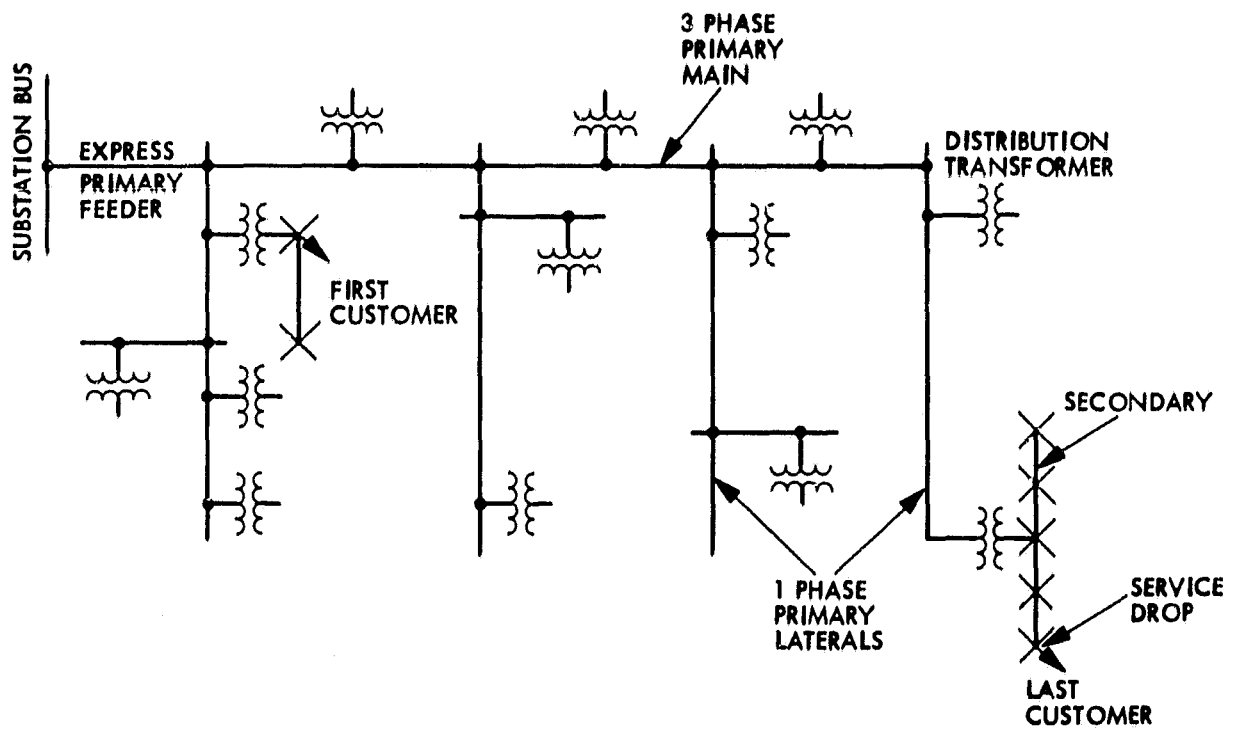 3 PHASE
PRIMARY
MAIN
SUBSTATION BUS
EXPRESS
PRIMARY
FEEDER
DISTRIBUTION
TRANSFORMER
FIRST
CUSTOMER
SECONDARY
1 PHASE
PRIMARY
LATERALS
SERVICE
DROP
LAST
CUSTOMER